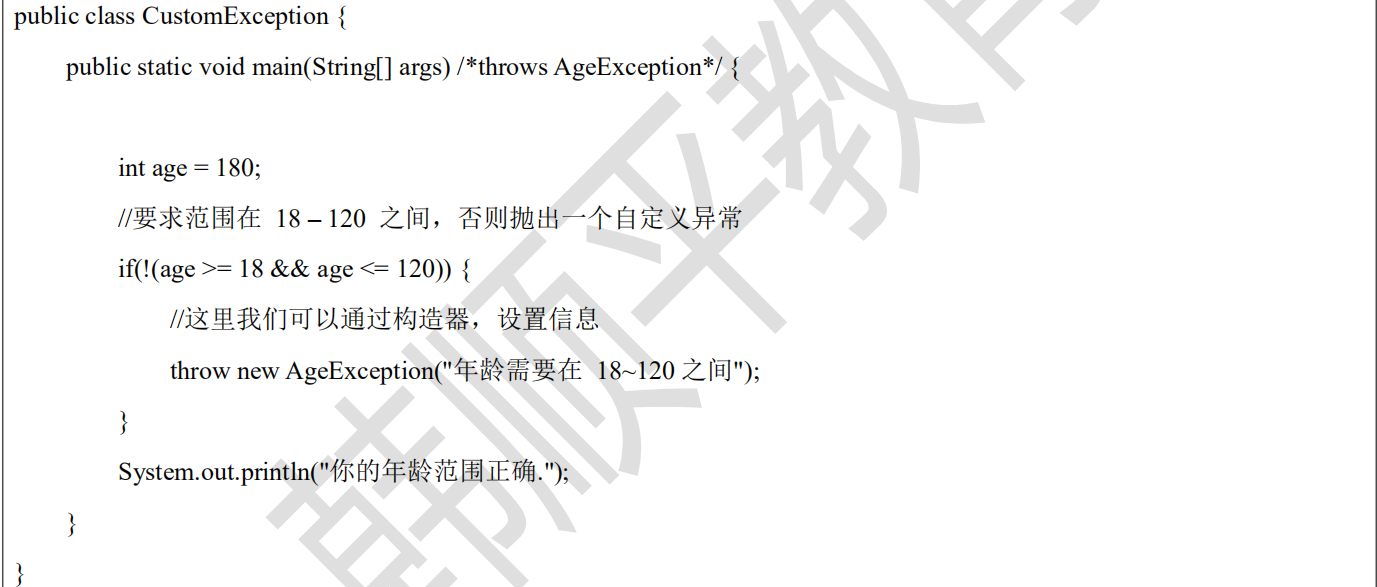 public class CustomException {
public static void main(String[] args) /*throws AgeException*/ {
int age = 180;
//要求范围在 18 – 120 之间，否则抛出一个自定义异常
if(!(age >= 18 && age <= 120)) {
//这里我们可以通过构造器，设置信息
throw new AgeException("年龄需要在 18~120 之间");
}
System.out.println("你的年龄范围正确.");
}
}
韩顺平教育